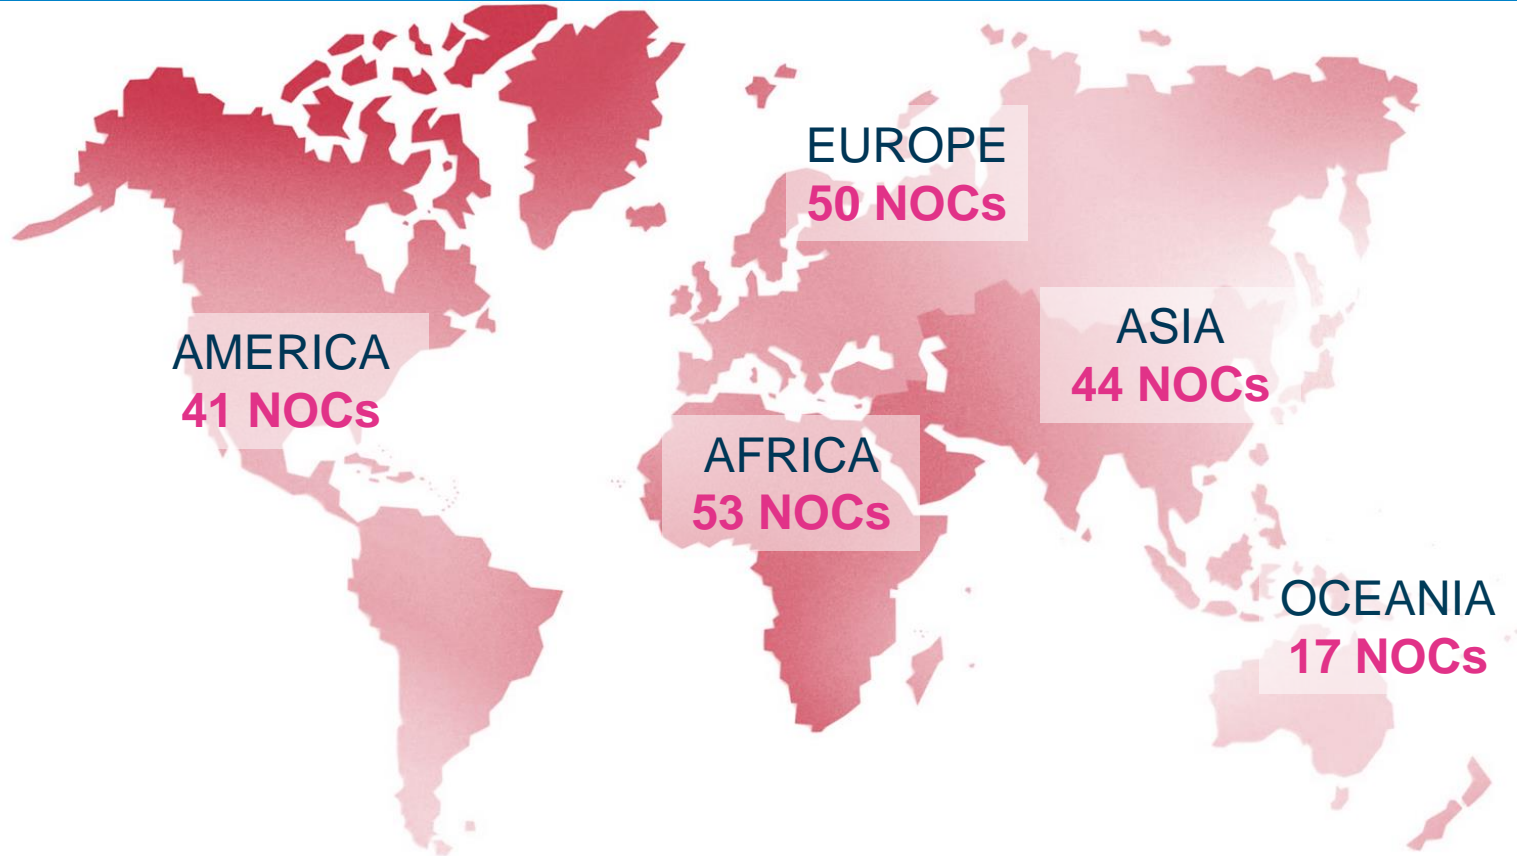 EUROPE
50 NOCs
AMERICA
41 NOCs
ASIA
44 NOCs
AFRICA
53 NOCs
OCEANIA
17 NOCs